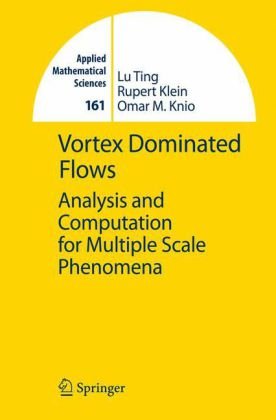 Applied
Mathematical
Sciences
161
Lu Ting
Rupert Klein
Omar M. Knio
Vortex Dominated
Flows
Analysis and
Computation
for Multiple Scale
Phenomena
Springer